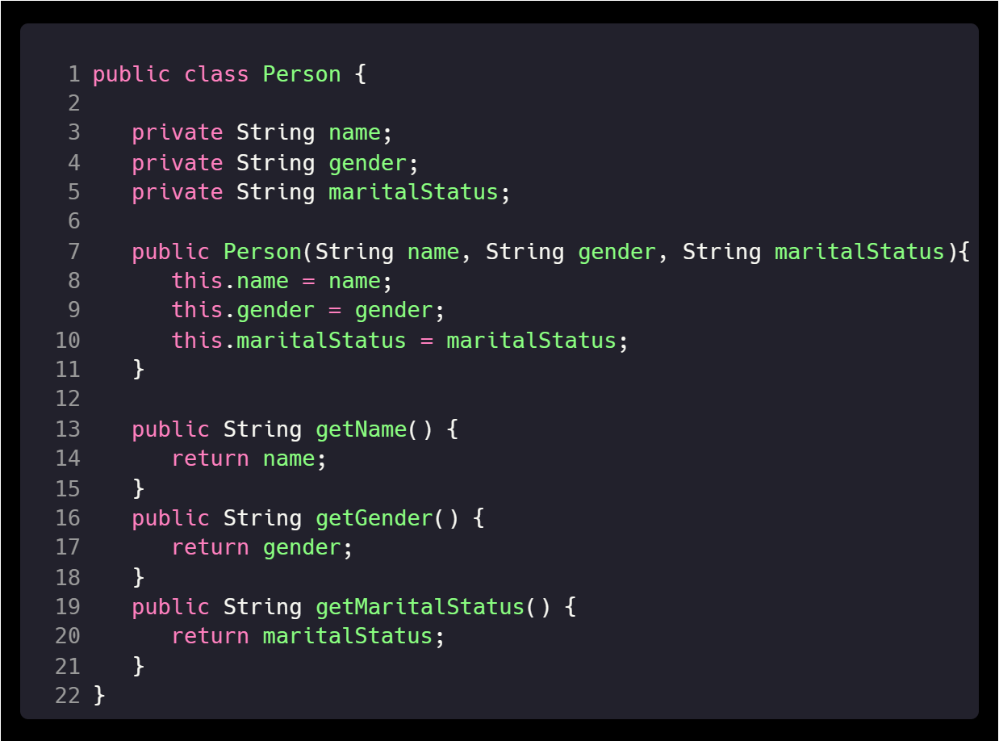 1 public class Person {
2
3    private String name;
4    private String gender;
5    private String maritalStatus;
6
7    public Person(String name, String gender, String maritalStatus){
8       this.name = name;
9       this.gender = gender;
10       this.maritalStatus = maritalStatus;
11    }
12
13    public String getName() {
14       return name;
15    }
16    public String getGender() {
17       return gender;
18    }
19    public String getMaritalStatus() {
20       return maritalStatus;
21    }
22 }